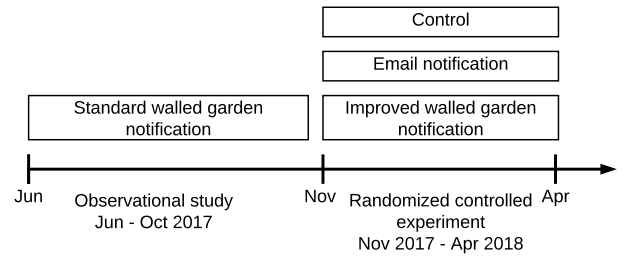 Control
Email notification
Standard walled garden
notification
Improved walled garden
notification
Jun
Nov
Apr
Observational study
Jun - Oct 2017
Randomized controlled
experiment
Nov 2017 - Apr 2018